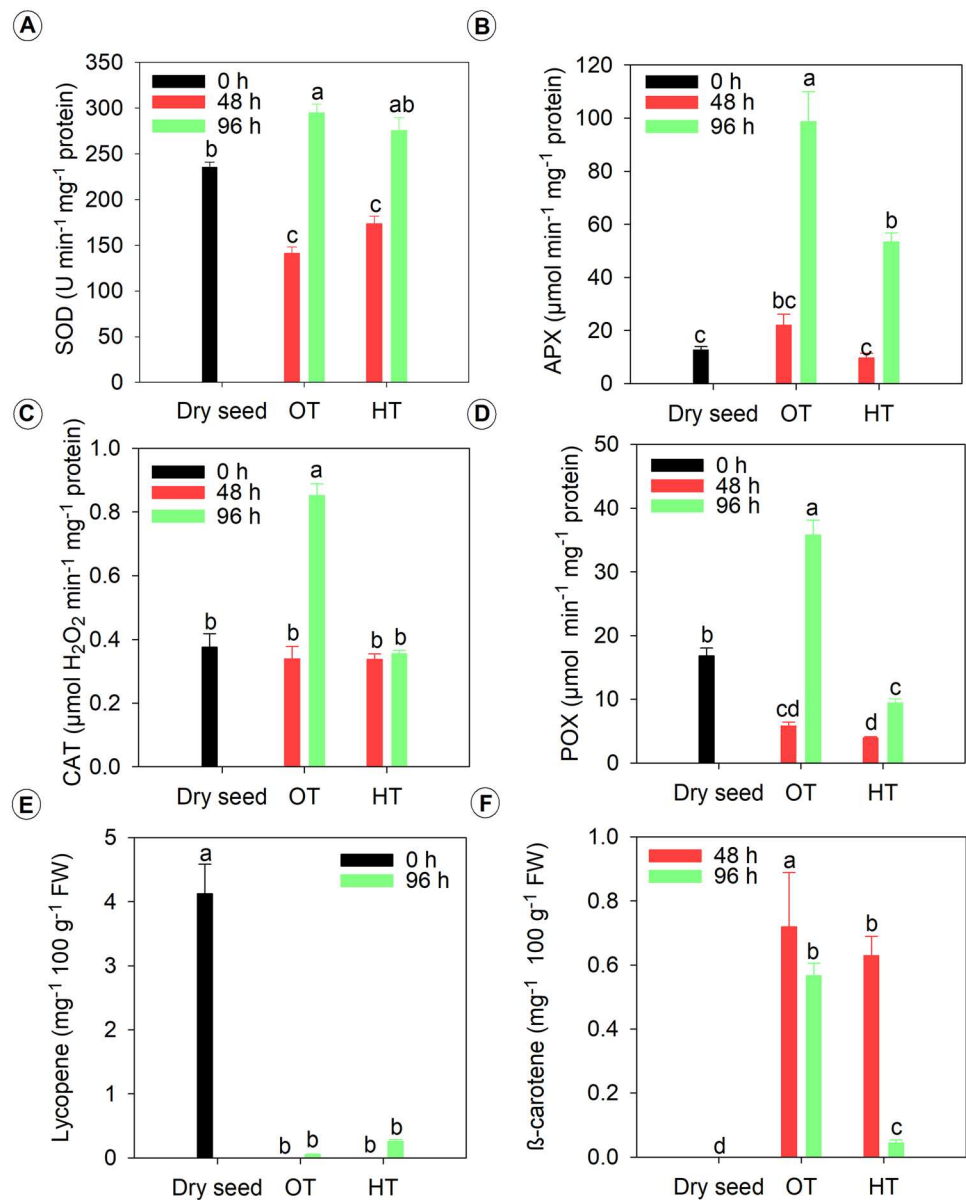 A
SOD (U min-1 mg-1 protein)
350
300
250
200
150
100
50
0
0 h
48 h
96 h
b
c
a
c
ab
Dry seed OT HT
B
APX (µmol min-1 mg-1 protein)
120
100
80
60
40
20
0
0 h
48 h
96 h
c
bc
a
c
b
Dry seed OT HT
C
CAT (µmol H2O2 min-1 mg-1 protein)
1.0
0.8
0.6
0.4
0.2
0.0
0 h
48 h
96 h
b
b
a
b
b
Dry seed OT HT
D
POX (µmol min-1 mg-1 protein)
50
40
30
20
10
0
0 h
48 h
96 h
b
cd
a
d
c
Dry seed OT HT
E
Lycopene (mg-1 100 g-1 FW)
5
4
3
2
1
0
0 h
96 h
a
b
b
b
b
Dry seed OT HT
F
ß-carotene (mg-1 100 g-1 FW)
1.0
0.8
0.6
0.4
0.2
0.0
48 h
96 h
d
a
b
b
c
Dry seed OT HT